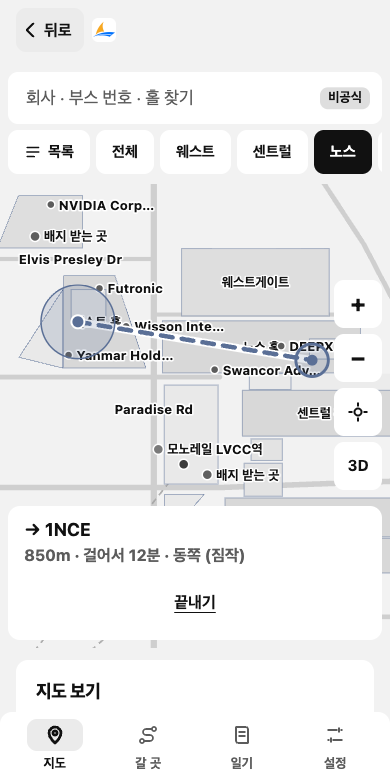 뒤로
회사 · 부스 번호 · 홀 찾기
비공식
목록
전체
웨스트
센트럴
노스
NVIDIA Corp...
배지 받는 곳
Elvis Presley Dr
웨스트게이트
Futronic
Wisson Inte...
DEEPX
Yanmar Hold...
Swancor Adv...
Paradise Rd
센트럴
모노레일 LVCC역
배지 받는 곳
+
−
3D
→ 1NCE
850m · 걸어서 12분 · 동쪽 (짐작)
끝내기
지도 보기
지도
갈 곳
일기
설정